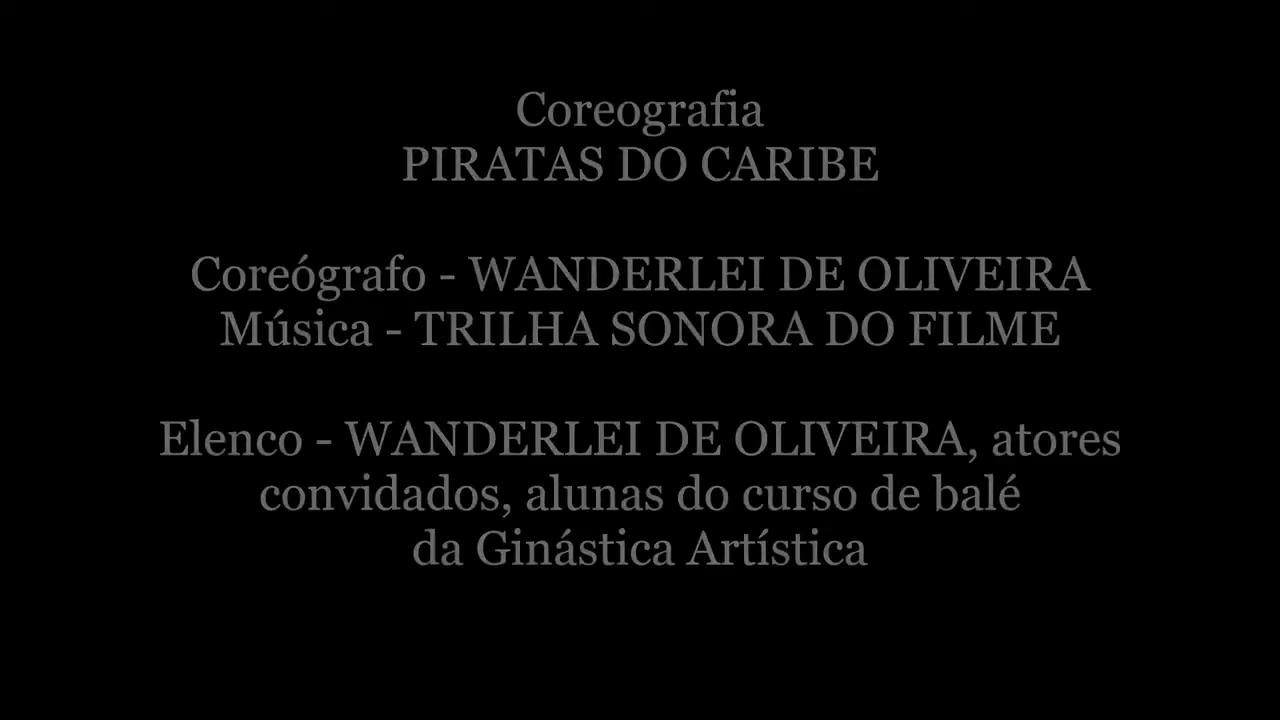 Coreografia
PIRATAS DO CARIBE
Coreógrafo - WANDERLEI DE OLIVEIRA
Música - TRILHA SONORA DO FILME
Elenco - WANDERLEI DE OLIVEIRA, atores
convidados, alunas do curso de balé
da Ginástica Artística